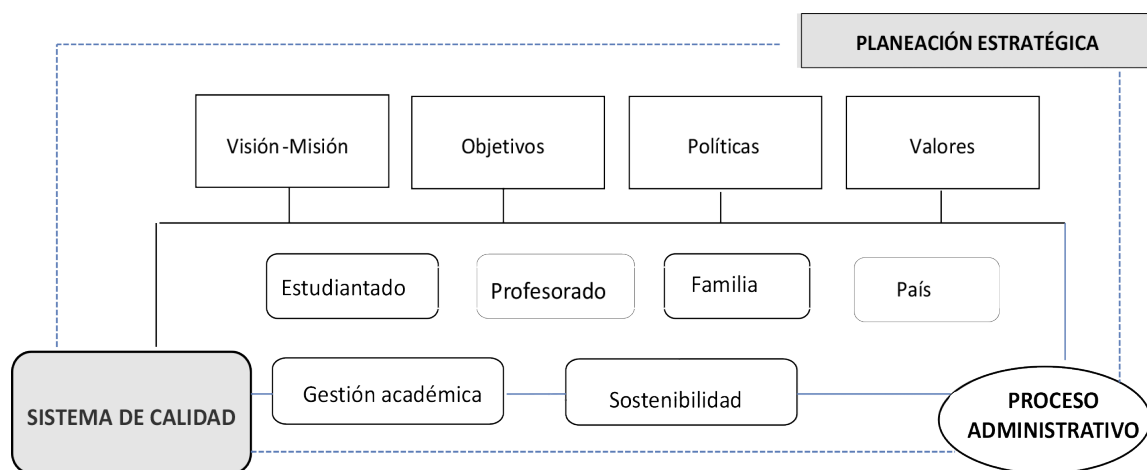 PLANEACIÓN ESTRATÉGICA
Visión-Misión
Objetivos
Políticas
Valores
Estudiantado
Profesorado
Familia
País
Gestión académica
Sostenibilidad
SISTEMA DE CALIDAD
PROCESO
ADMINISTRATIVO